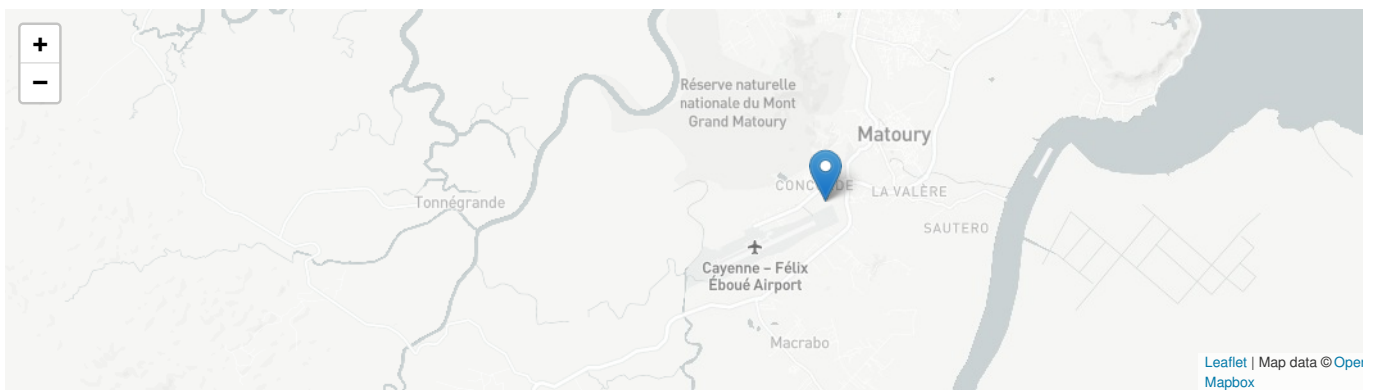 +
−
Réserve naturelle
nationale du Mont
Grand Matoury
Matoury
LA VALÈRE
Tonnégrande
SAUTERO
Cayenne – Félix
Éboué Airport
Macrabo
Leaflet | Map data ©
Mapbox